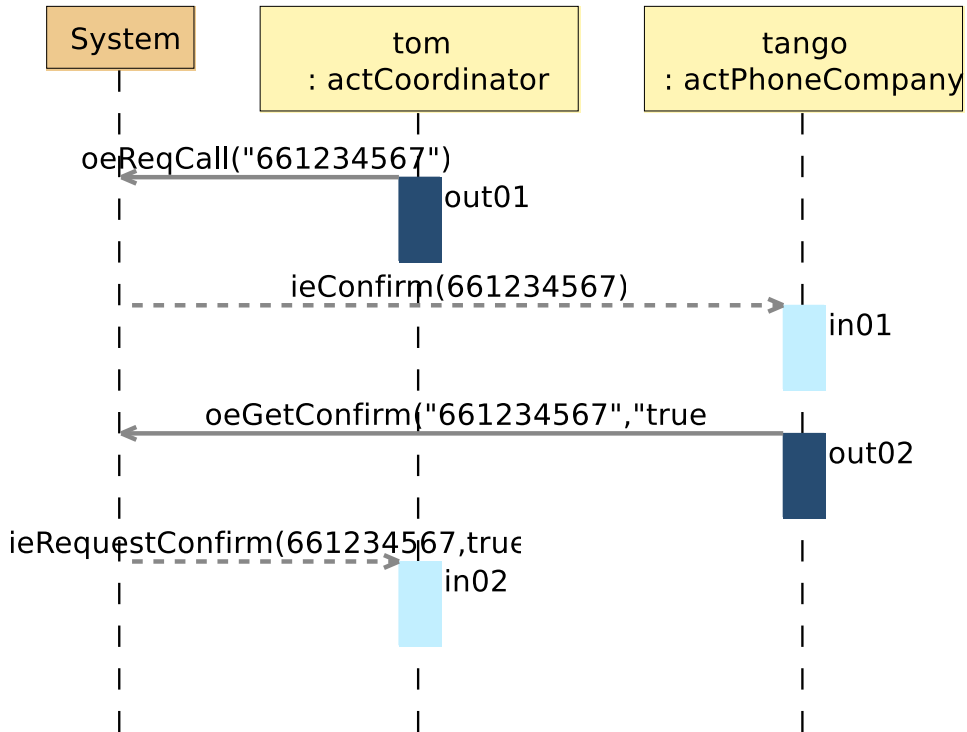 System
tom
: actCoordinator
tango
: actPhoneCompany
oeReqCall("661234567")
out01
ieConfirm(661234567)
in01
oeGetConfirm("661234567","true
out02
ieRequestConfirm(661234567,true
in02